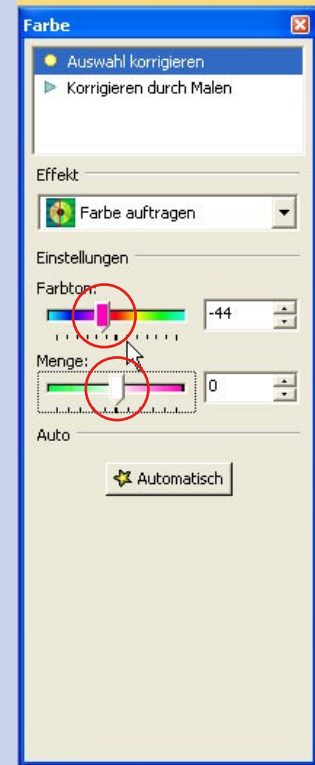 Farbe
Auswahl korrigieren
Korrigieren durch Malen
Effekt
Farbe auftragen
Einstellungen
Farbton:
-44
Menge:
0
Auto
Automatisch